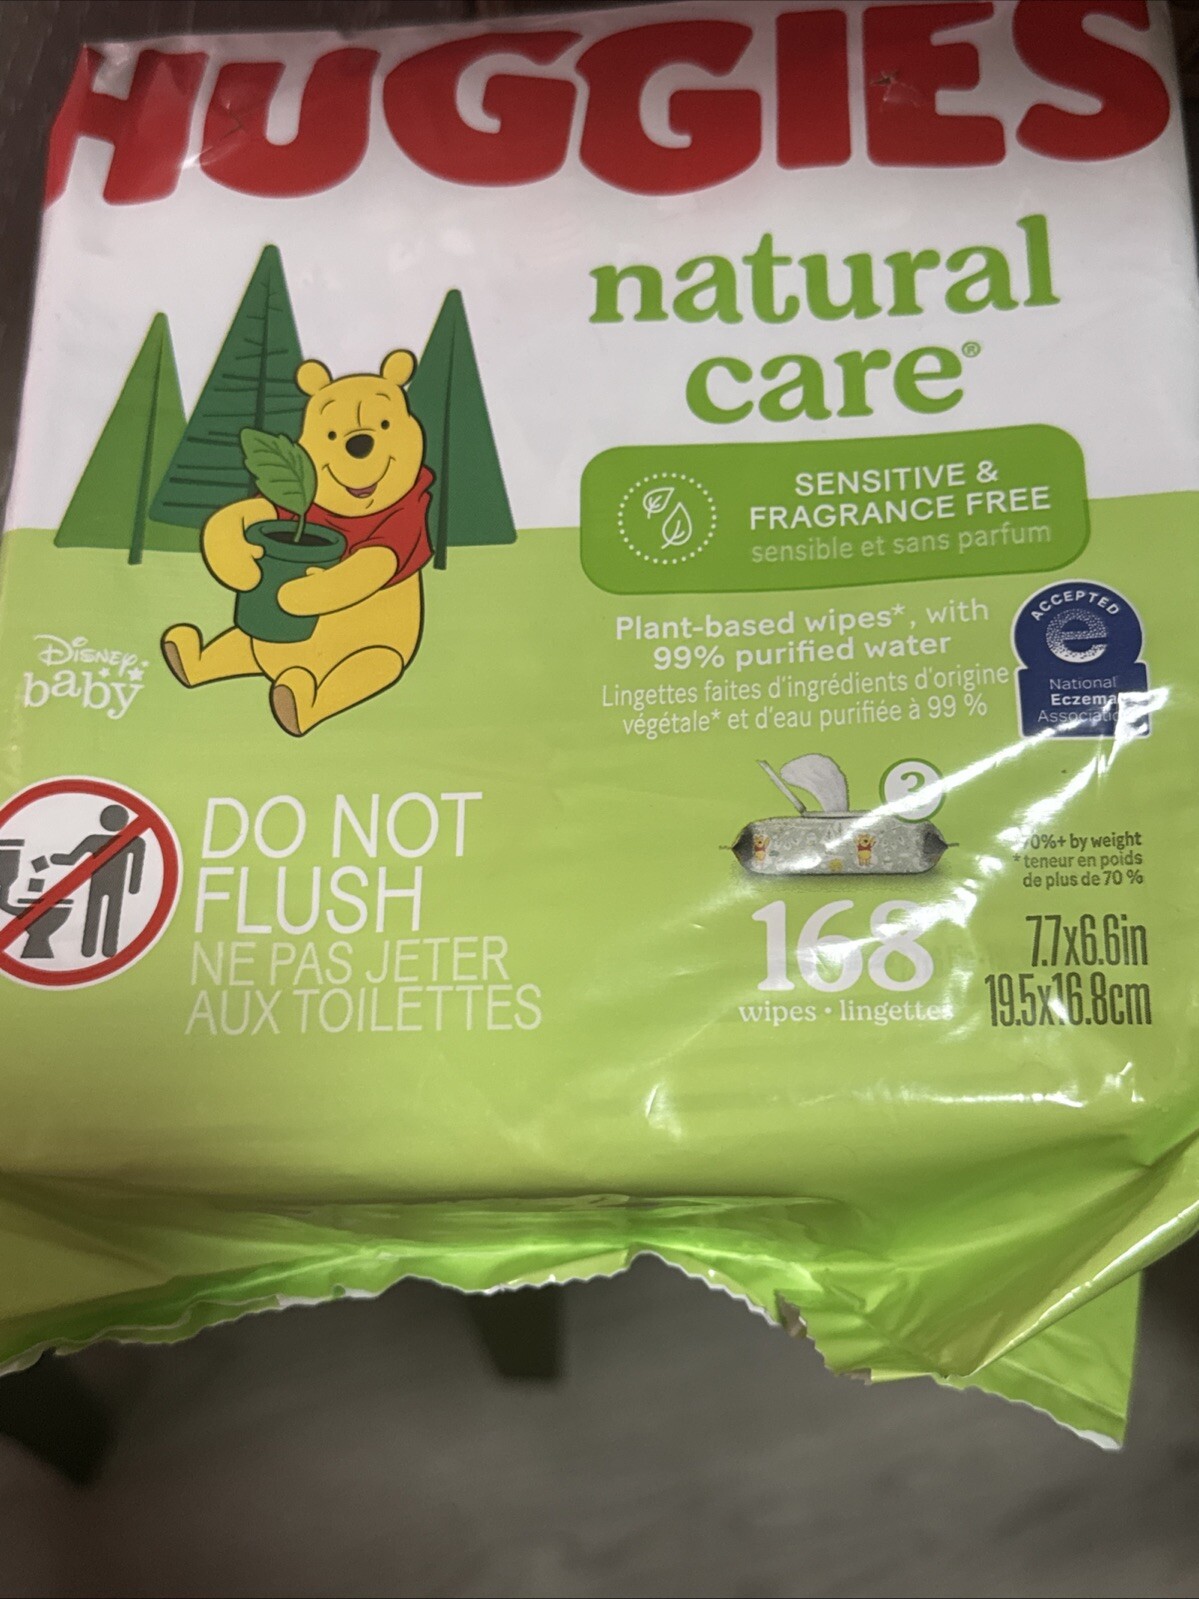 HUGGIES
natural
care®
SENSITIVE &
FRAGRANCE FREE
sensible et sans parfum
Plant-based wipes*, with
99% purified water
Lingettes faites d'ingrédients d'origine
végétale* et d'eau purifiée à 99 %
ACCEPTED
e
National
Eczema
Disney
baby
DO NOT
FLUSH
NE PAS JETER
AUX TOILETTES
by weight
*teneur en poids
de plus de 70 %
168
wipes • lingettes
7.7x6.6in
19.5x16.8cm